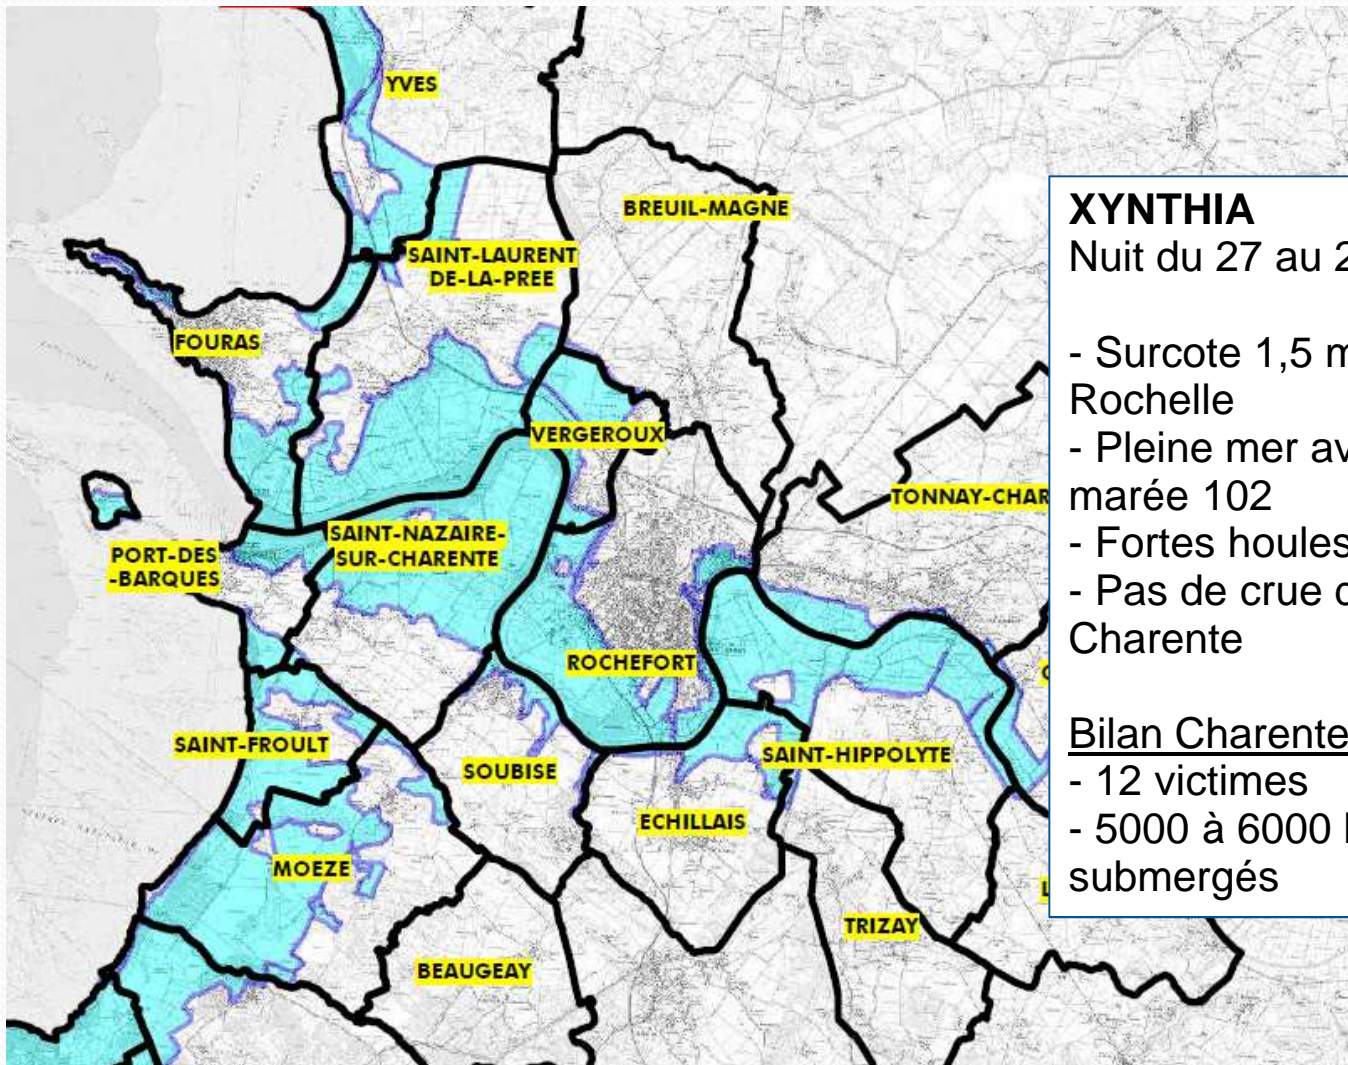 YVES
BREUIL-MAGNE
SAINT-LAURENT
DE-LA-PREE
FOURAS
VERGEROUX
TONNAY-CHAR
SAINT-NAZAIRE-
SUR-CHARENTE
PORT-DES
-BARQUES
ROCHEFORT
SAINT-FROULT
SOUBISE
SAINT-HIPPOLYTE
ECHILLAIS
MOEZE
TRIZAY
BEAUGEAY
XYNTHIA
Nuit du 27 au 2
- Surcote 1,5 m
Rochelle
- Pleine mer av
marée 102
- Fortes houles
- Pas de crue d
Charente
Bilan Charente
- 12 victimes
- 5000 à 6000
submergés